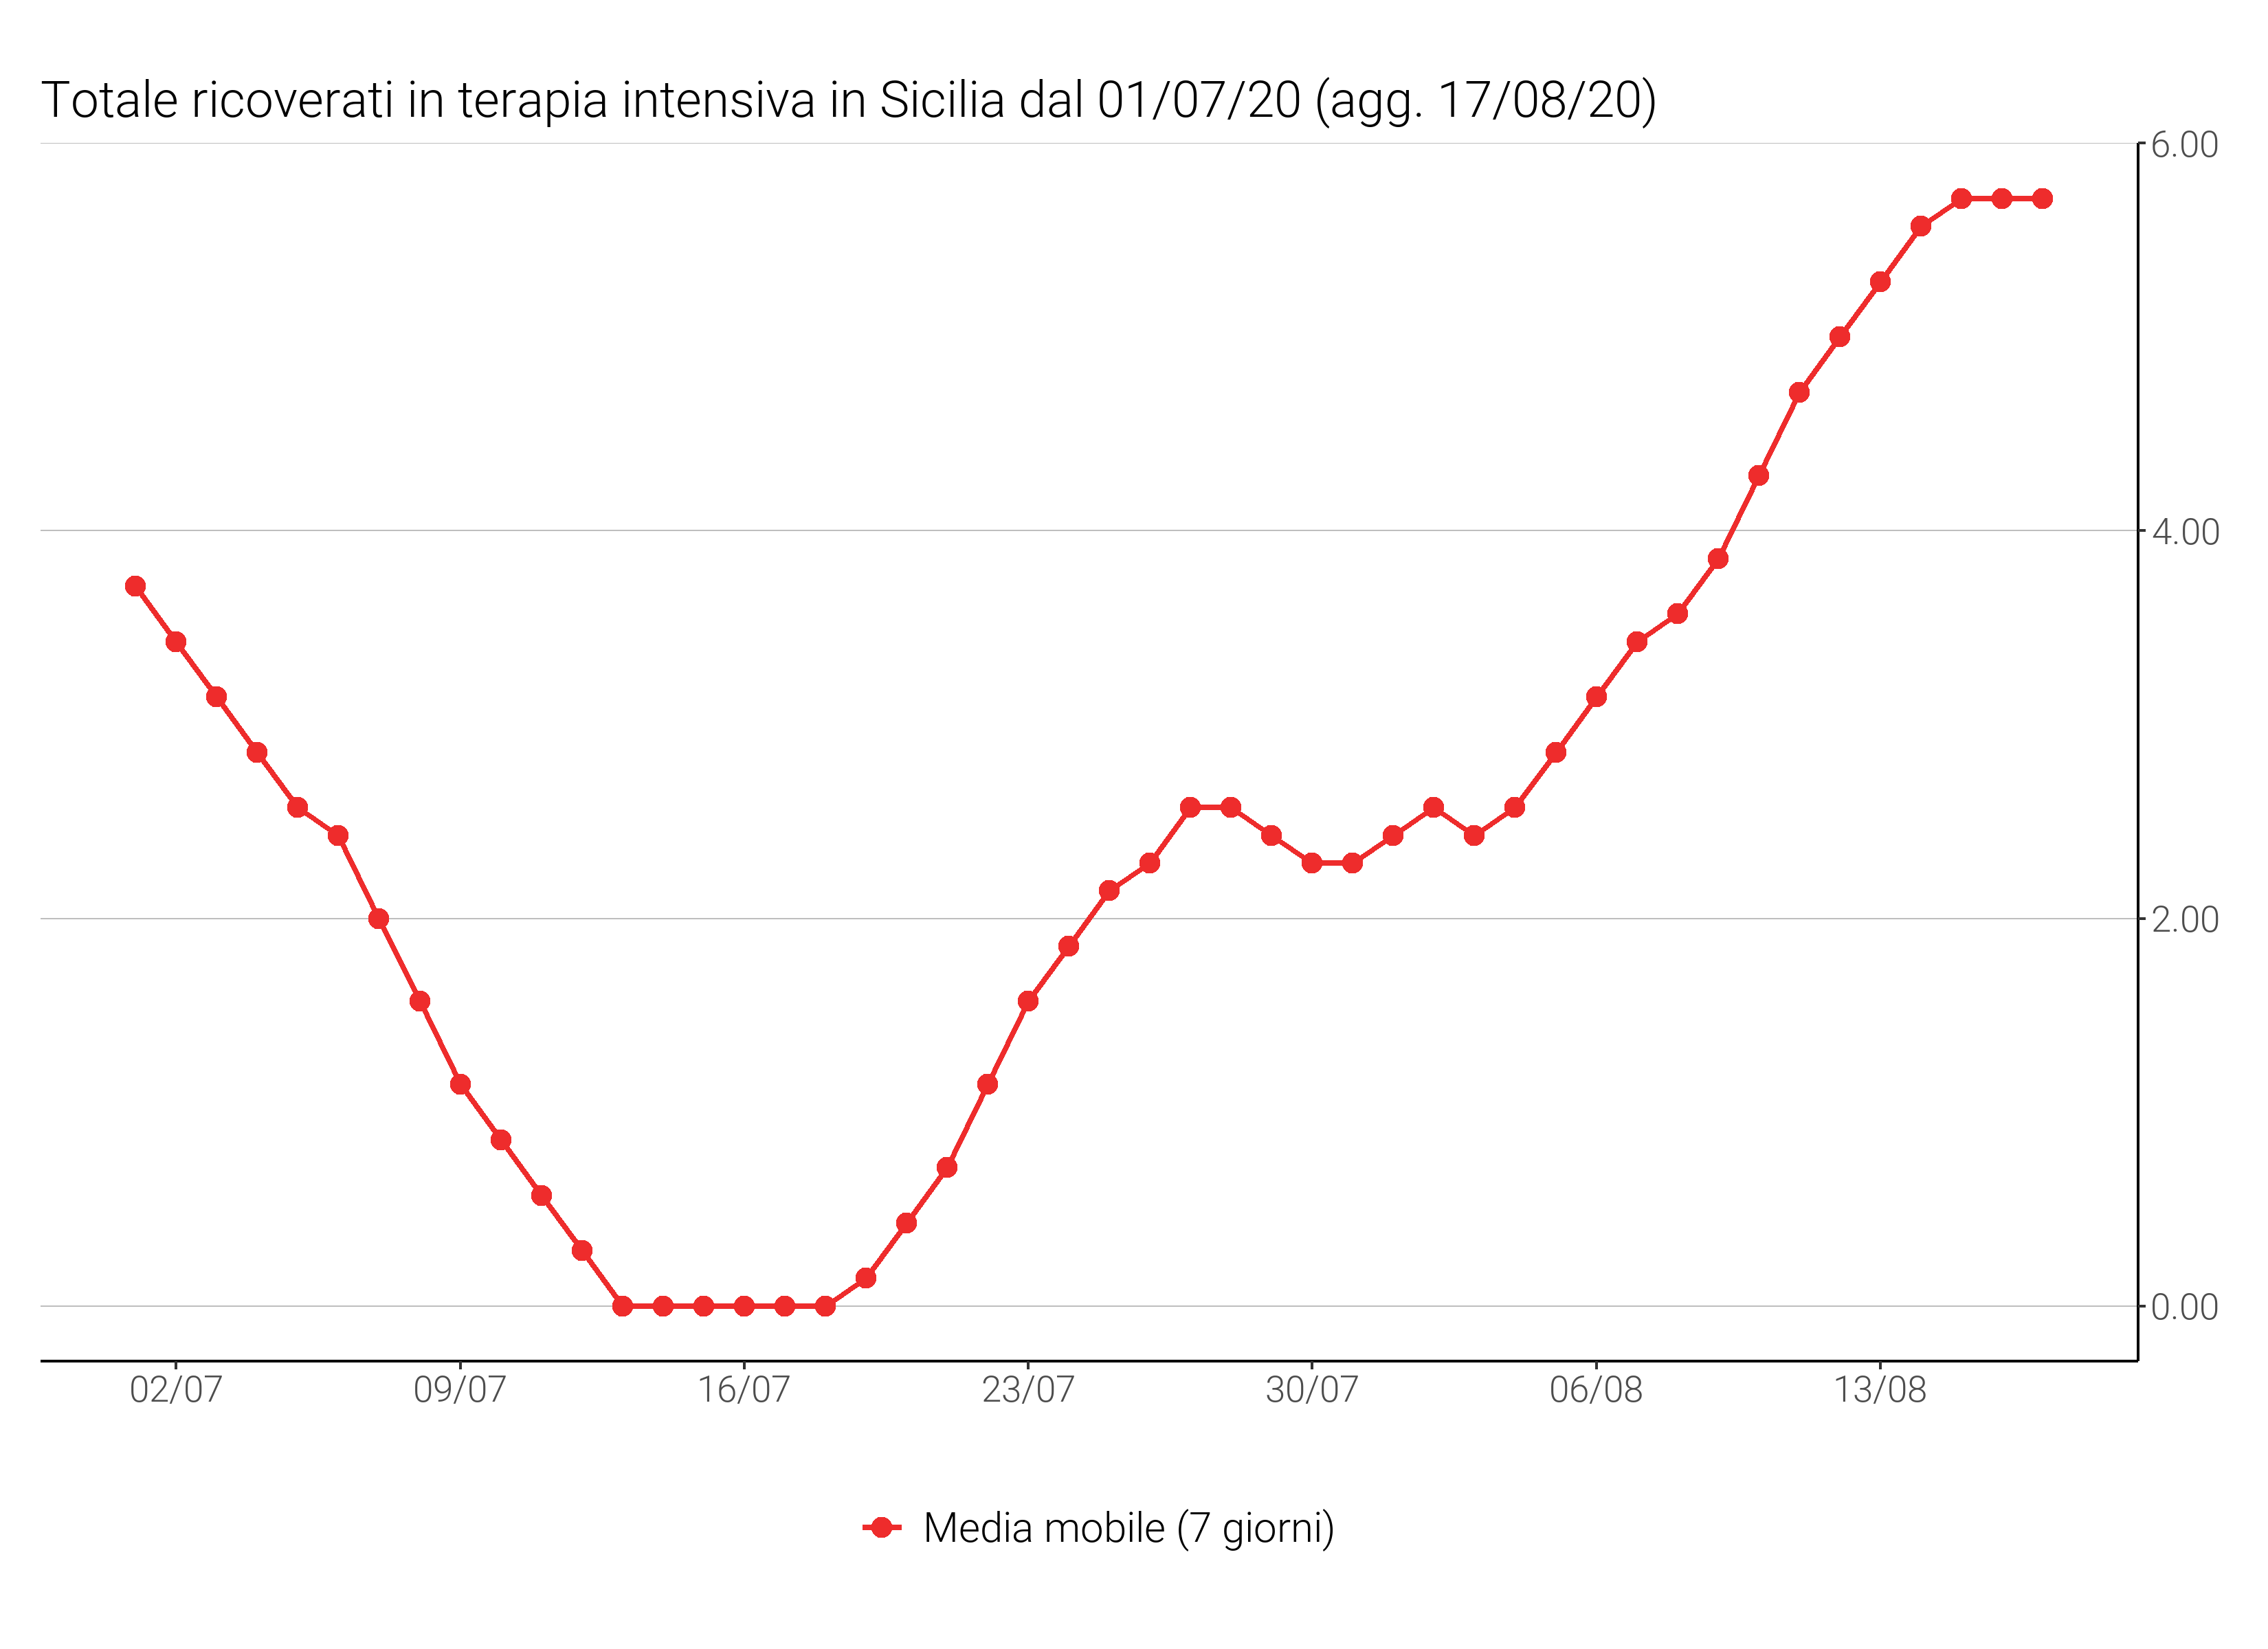 Totale ricoverati in terapia intensiva in Sicilia dal 01/07/20 (agg. 17/08/20)
6.00
4.00
2.00
0.00
02/07 09/07 16/07 23/07 30/07 06/08 13/08
Media mobile (7 giorni)